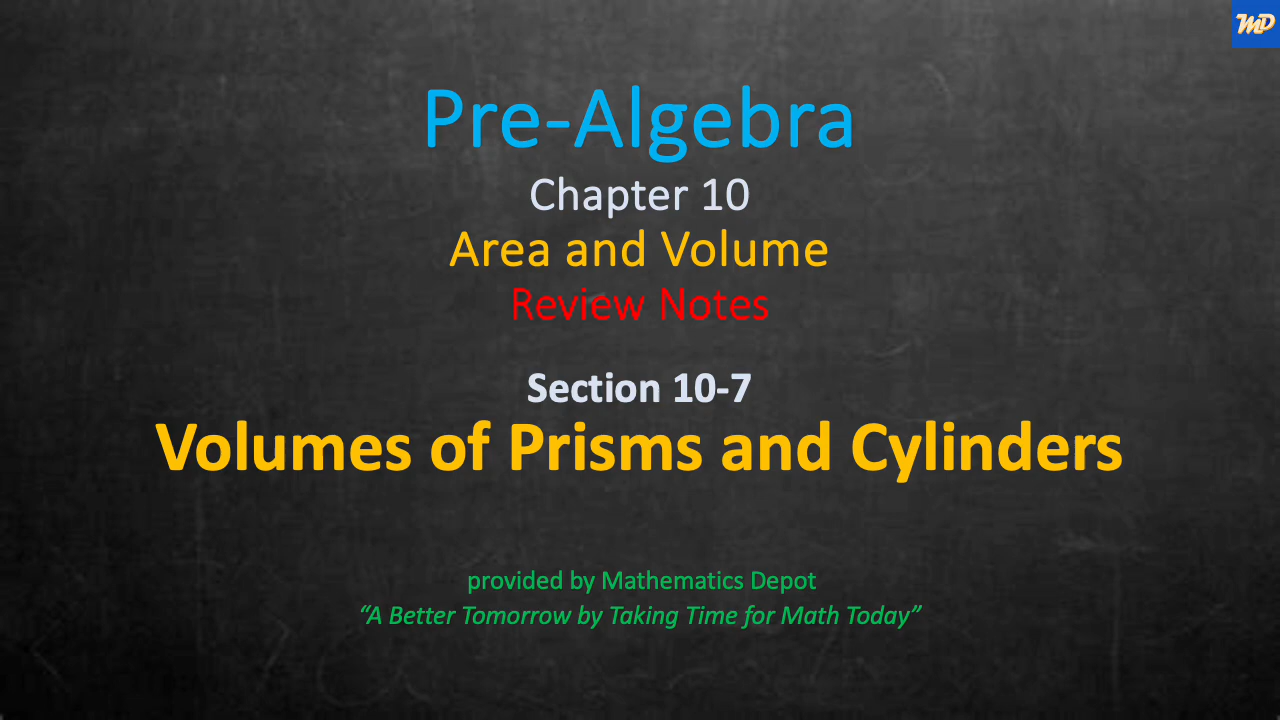 MD
Pre-Algebra
Chapter 10
Area and Volume
Review Notes
Section 10-7
Volumes of Prisms and Cylinders
provided by Mathematics Depot
“A Better Tomorrow by Taking Time for Math Today”